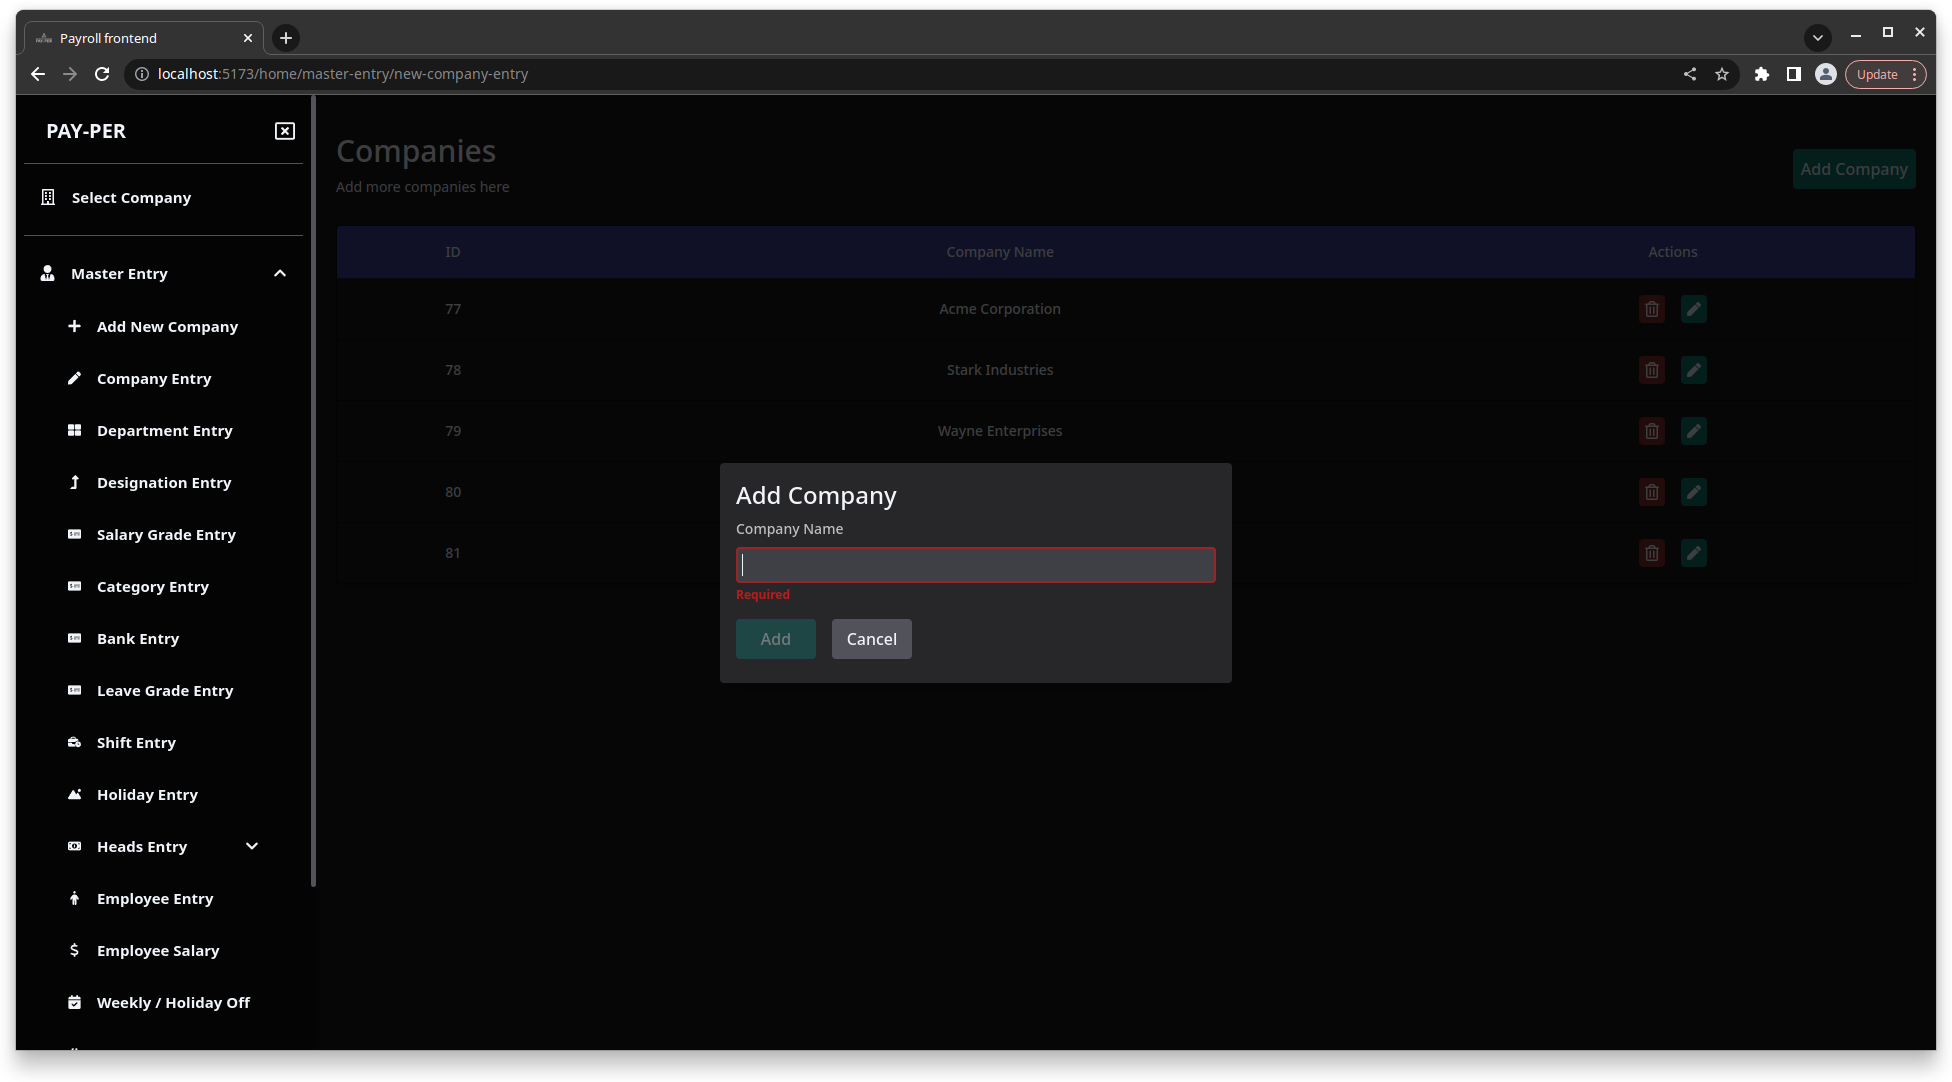 Payroll frontend
localhost:5173/home/master-entry/new-company-entry
Update
PAY-PER
Select Company
Master Entry
Add New Company
Company Entry
Department Entry
Designation Entry
Salary Grade Entry
Category Entry
Bank Entry
Leave Grade Entry
Shift Entry
Holiday Entry
Heads Entry
Employee Entry
Employee Salary
Weekly / Holiday Off
Companies
Add more companies here
Add Company
ID Company Name Actions
77 Acme Corporation
78 Stark Industries
79 Wayne Enterprises
80
81
Add Company
Company Name
Required
Add Cancel